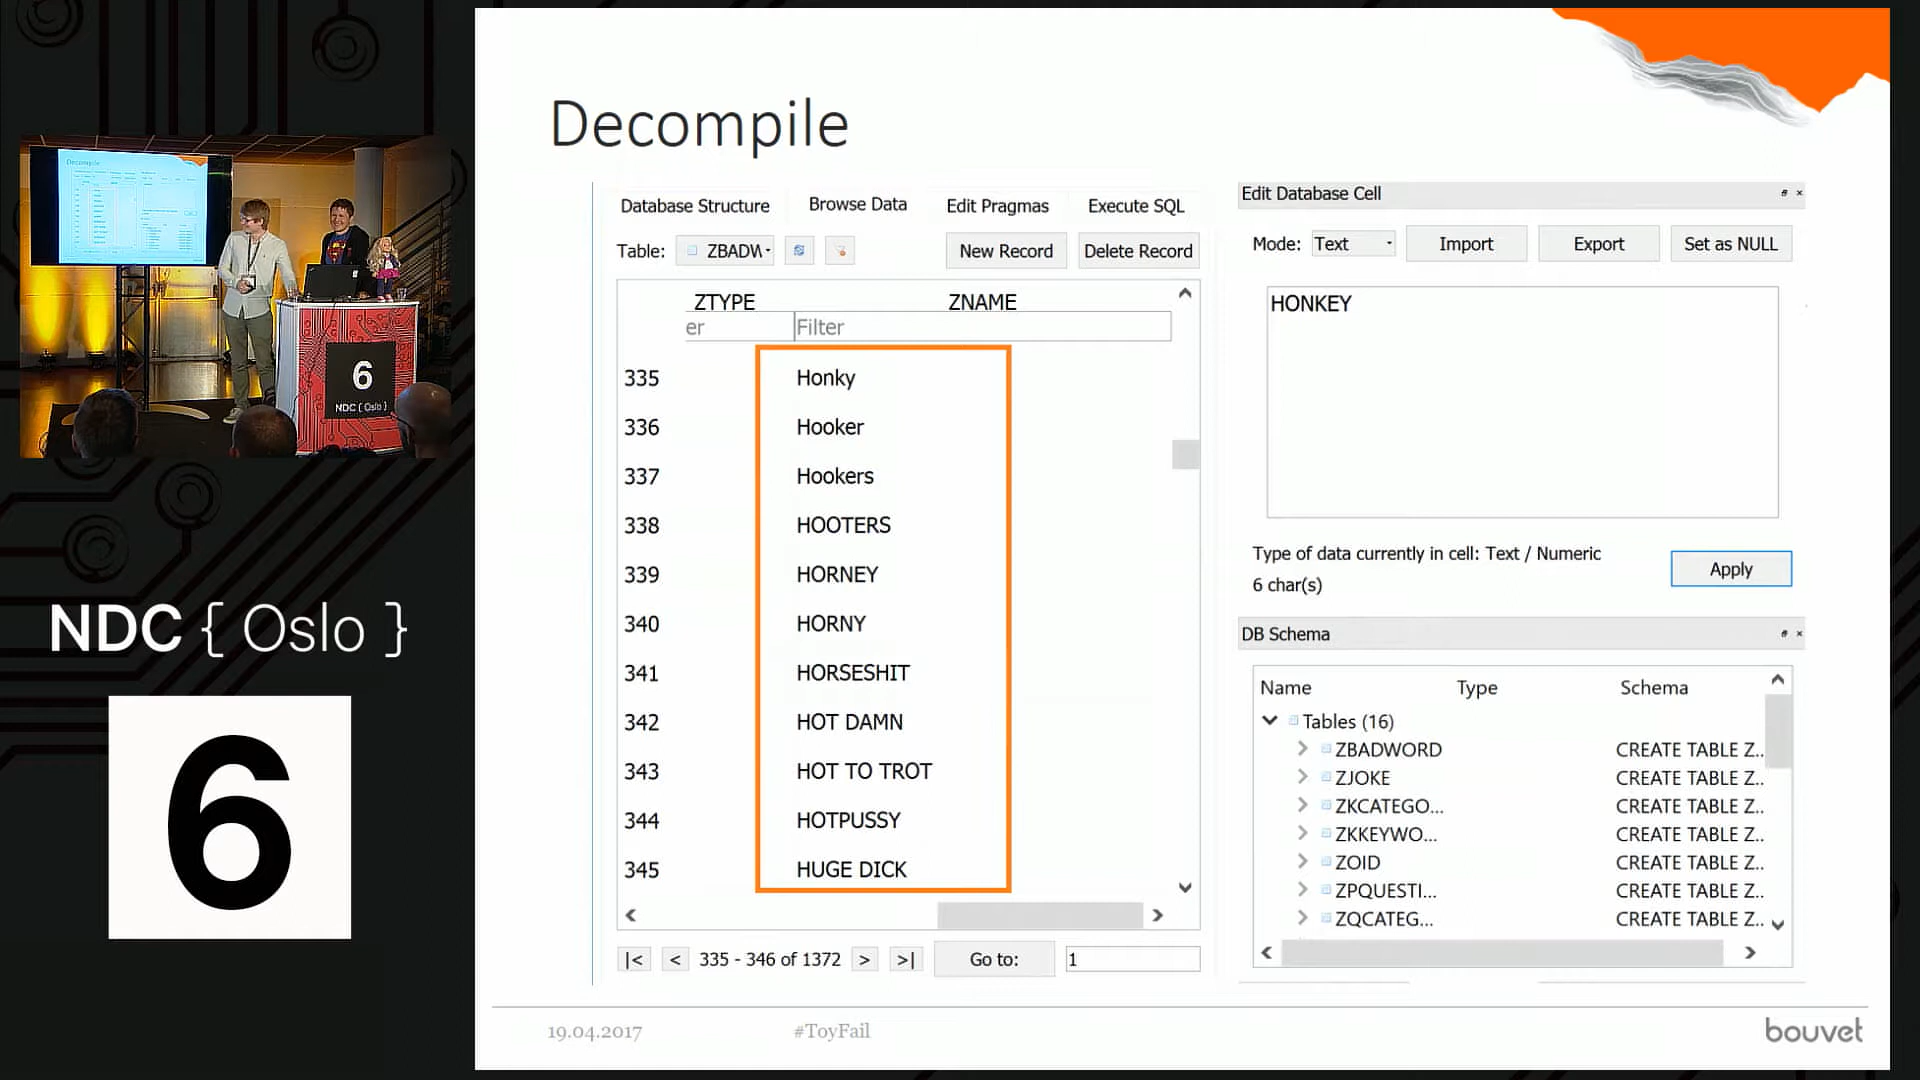 Decompile
Database Structure Browse Data Edit Pragmas Execute SQL
Table: ZBADW New Record Delete Record
ZTYPE ZNAME
er Filter
335 Honky
336 Hooker
337 Hookers
338 HOOTERS
339 HORNEY
340 HORNY
341 HORSESHIT
342 HOT DAMN
343 HOT TO TROT
344 HOTPUSSY
345 HUGE DICK
|< < 335 - 346 of 1372 > >| Go to: 1
Edit Database Cell
Mode: Text Import Export Set as NULL
HONKEY
Type of data currently in cell: Text / Numeric
6 char(s)
Apply
DB Schema
Name Type Schema
Tables (16)
ZBADWORD CREATE TABLE Z..
ZJOKE CREATE TABLE Z..
ZKCATEGO... CREATE TABLE Z..
ZKKEYWO... CREATE TABLE Z..
ZOID CREATE TABLE Z..
ZPQUESTI... CREATE TABLE Z..
ZQCATEG... CREATE TABLE Z..
19.04.2017 #ToyFail bouvet
Decompile
6
NDC { Oslo }
NDC { Oslo }
6